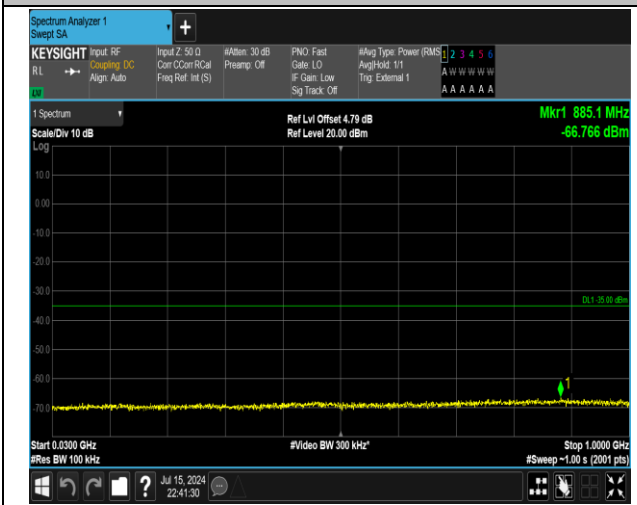 Spectrum Analyzer 1
Swept SA
+
KEYSIGHT
RL
LXI
Input: RF
Coupling: DC
Align: Auto
Input Z: 50 Ω
Corr CCorr RCal
Freq Ref: Int (S)
#Atten: 30 dB
Preamp: Off
PNO: Fast
Gate: LO
IF Gain: Low
Sig Track: Off
#Avg Type: Power (RMS
Avg|Hold: 1/1
Trig: External 1
1 2 3 4 5 6
A W W W W W
A A A A A A
1 Spectrum
Scale/Div 10 dB
Log
Ref Lvl Offset 4.79 dB
Ref Level 20.00 dBm
Mkr1 885.1 MHz
-66.766 dBm
10.0
0.00
-10.0
-20.0
-30.0
DL1 -35.00 dBm
-40.0
-50.0
-60.0
1
-70.0
Start 0.0300 GHz
#Res BW 100 kHz
#Video BW 300 kHz*
Stop 1.0000 GHz
#Sweep ~1.00 s (2001 pts)
?
Jul 15, 2024
22:41:30